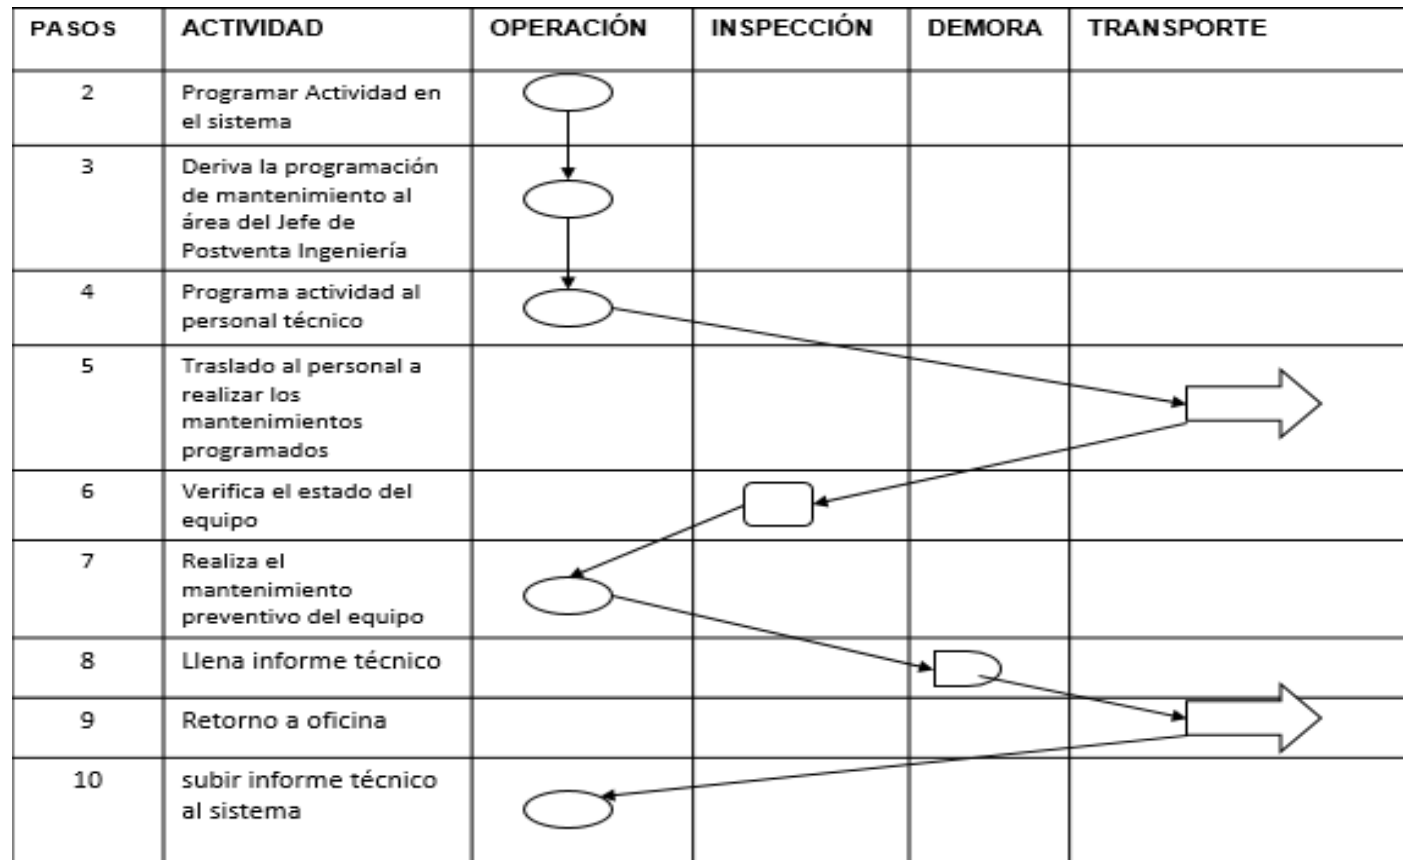 PASOS ACTIVIDAD OPERACIÓN INSPECCIÓN DEMORA TRANSPORTE
2 Programar Actividad en
el sistema
3 Deriva la programación
de mantenimiento al
área del Jefe de
Postventa Ingeniería
4 Programa actividad al
personal técnico
5 Traslado al personal a
realizar los
mantenimientos
programados
6 Verifica el estado del
equipo
7 Realiza el
mantenimiento
preventivo del equipo
8 Llena informe técnico
9 Retorno a oficina
10 subir informe técnico
al sistema